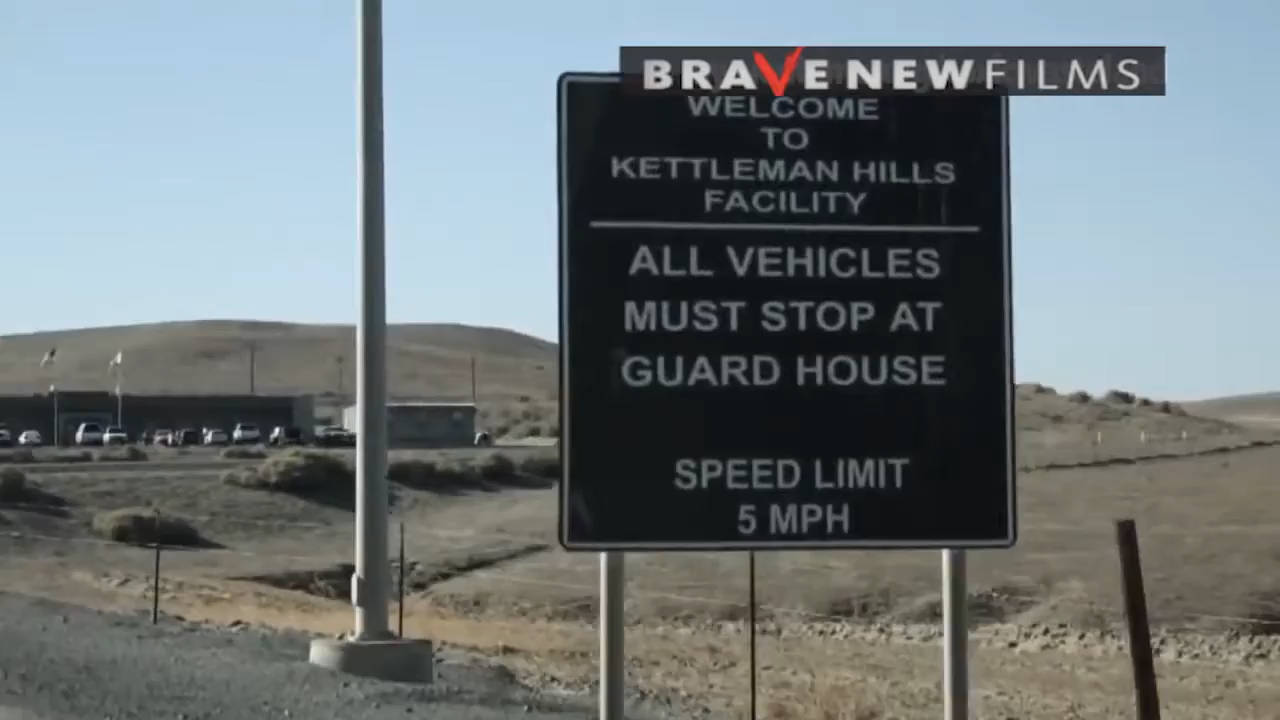 BRAVE NEW FILMS
WELCOME
TO
KETTLEMAN HILLS
FACILITY
ALL VEHICLES
MUST STOP AT
GUARD HOUSE
SPEED LIMIT
5 MPH